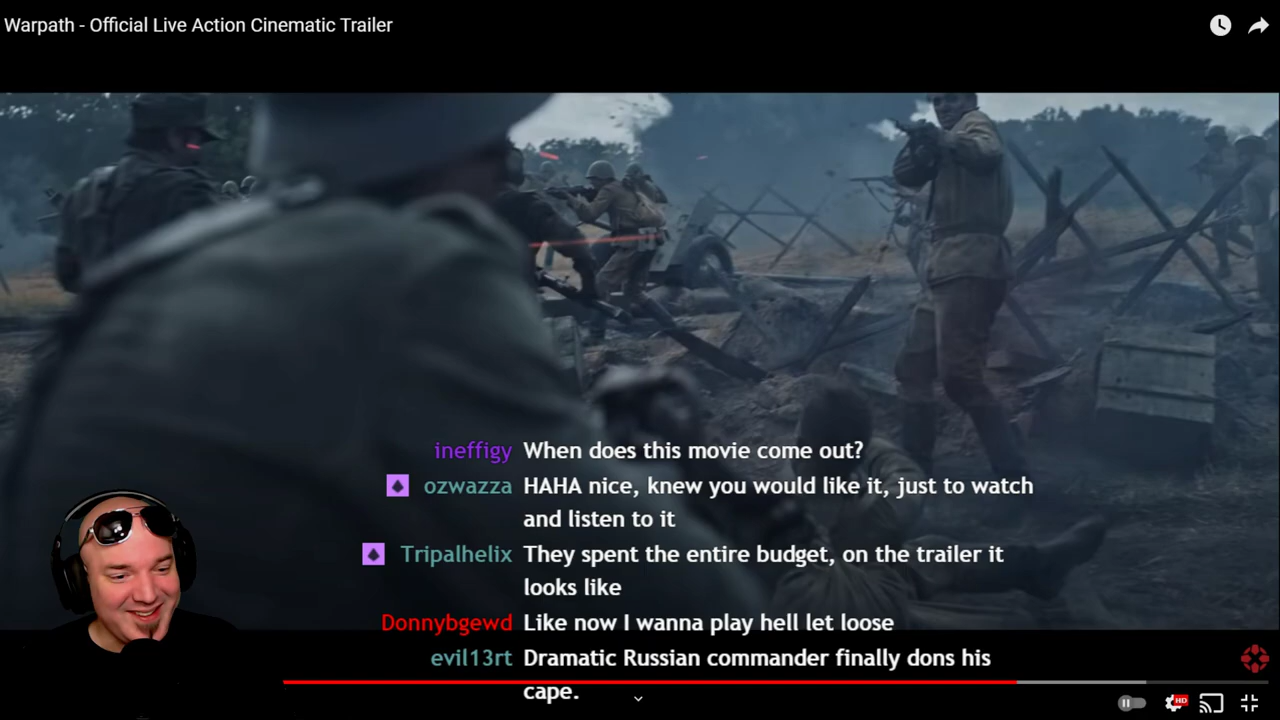 Warpath - Official Live Action Cinematic Trailer
ineffigy When does this movie come out?
ozwazza HAHA nice, knew you would like it, just to watch
and listen to it
Tripalhelix They spent the entire budget, on the trailer it
looks like
Donnybgewd Like now I wanna play hell let loose
evil13rt Dramatic Russian commander finally dons his
cape.
HD